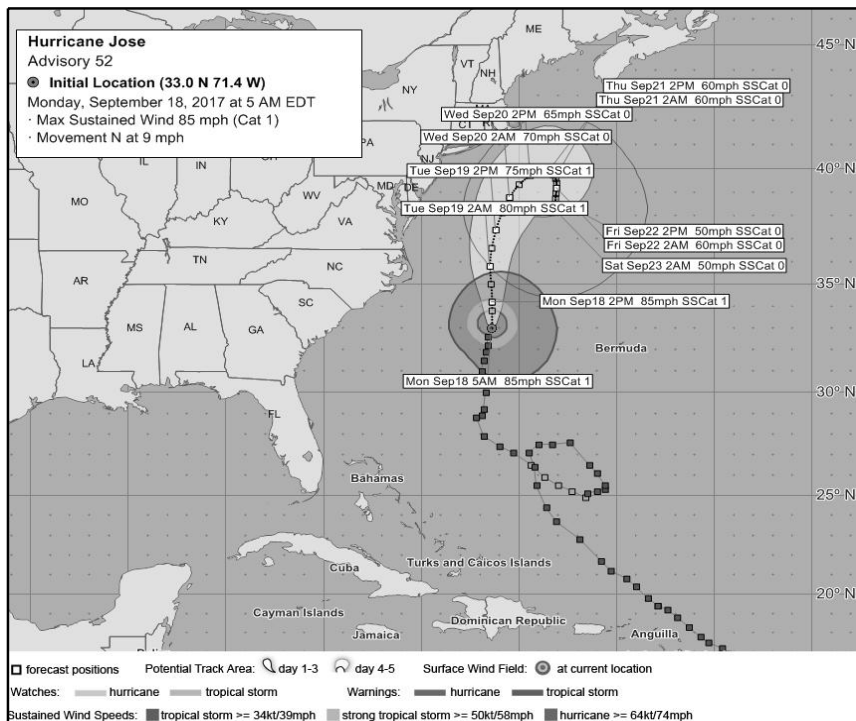 Hurricane Jose
Advisory 52
Initial Location (33.0 N 71.4 W)
Monday, September 18, 2017 at 5 AM EDT
· Max Sustained Wind 85 mph (Cat 1)
· Movement N at 9 mph
ME
45° N
VT
NH
NY
Thu Sep21 2PM 60mph SSCat 0
Thu Sep21 2AM 60mph SSCat 0
Wed Sep20 2PM 65mph SSCat 0
CT
Wed Sep20 2AM 70mph SSCat 0
PA
NJ
40° N
IL
IN
Tue Sep19 2PM 75mph SSCat 1
MD
DE
MO
WV
Tue Sep19 2AM 80mph SSCat 1
KY
VA
Fri Sep22 2PM 50mph SSCat 0
Fri Sep22 2AM 60mph SSCat 0
Sat Sep23 2AM 50mph SSCat 0
TN
NC
AR
35° N
SC
Mon Sep18 2PM 85mph SSCat 1
MS
AL
GA
Bermuda
LA
Mon Sep18 5AM 85mph SSCat 1
30° N
FL
Bahamas
25° N
Cuba
Turks and Caicos Islands
20° N
Cayman Islands
Dominican Republic
Jamaica
Anguilla
forecast positions Potential Track Area: day 1-3 day 4-5 Surface Wind Field: at current location
Watches: hurricane tropical storm Warnings: hurricane tropical storm
Sustained Wind Speeds: tropical storm >= 34kt/39mph strong tropical storm >= 50kt/58mph hurricane >= 64kt/74mph